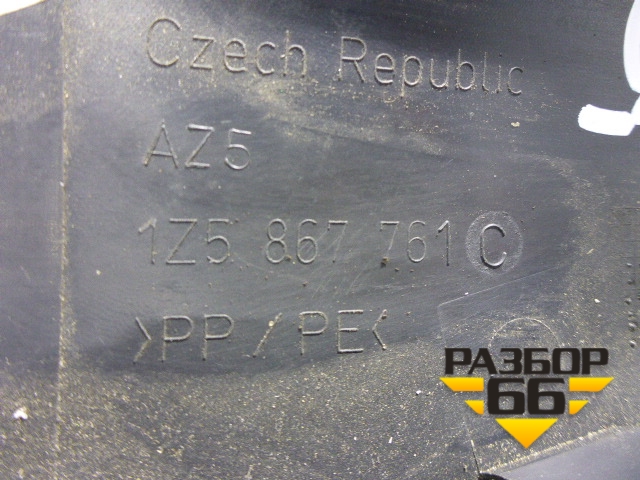 Czech Republic
AZ5
1Z5 867 761 C
>PP/PE<
РАЗБОР
66